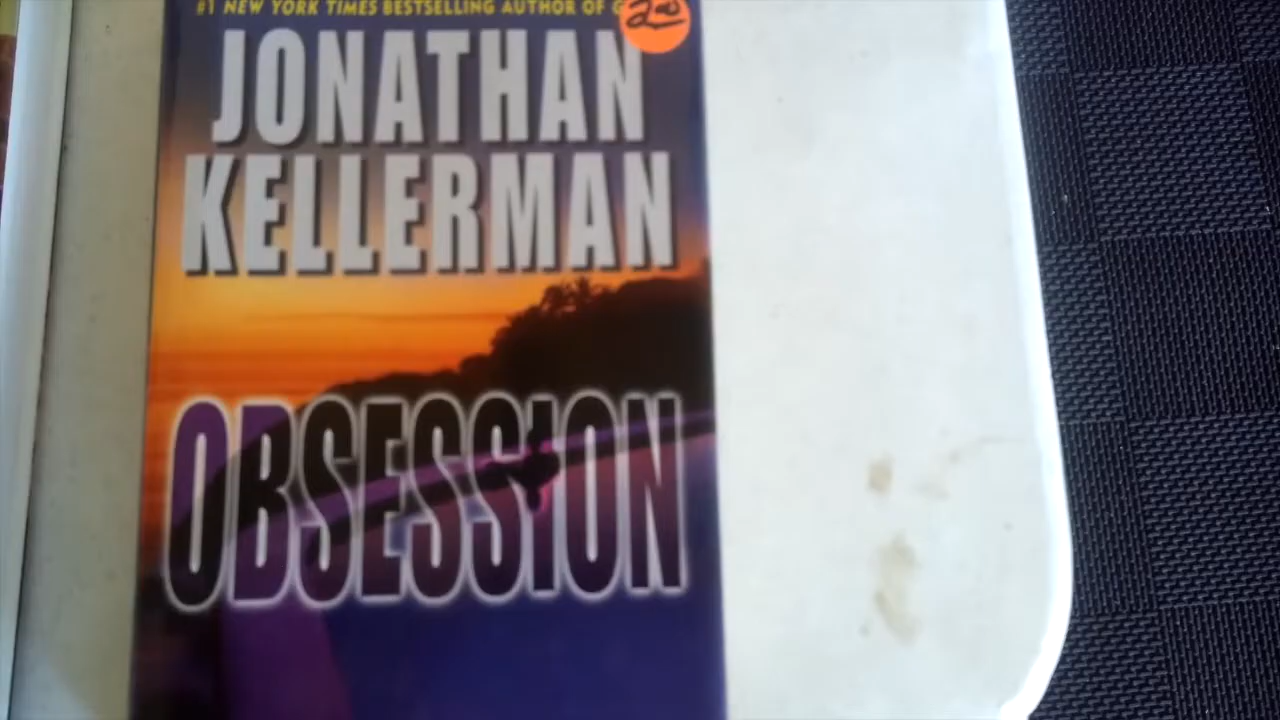 #1 NEW YORK TIMES BESTSELLING AUTHOR OF
JONATHAN
KELLERMAN
OBSESSION